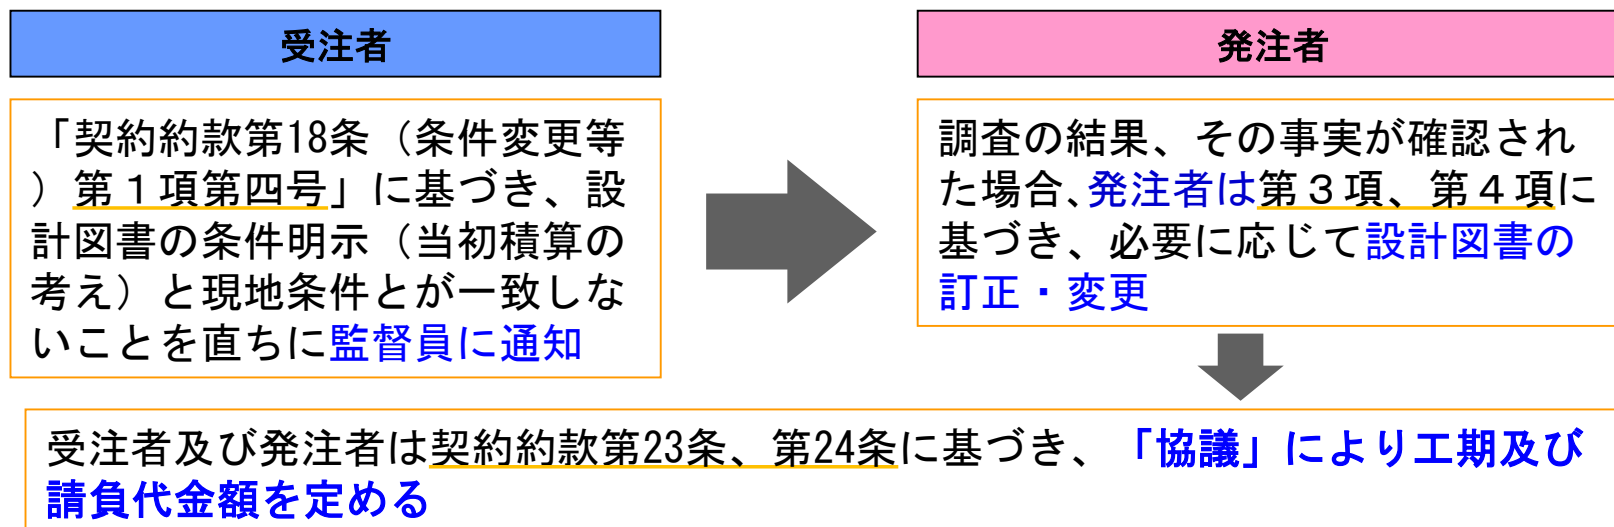 受注者
「契約約款第18条（条件変更等
）第１項第四号」に基づき、設
計図書の条件明示（当初積算の
考え）と現地条件とが一致しな
いことを直ちに監督員に通知
発注者
調査の結果、その事実が確認され
た場合、発注者は第３項、第４項に
基づき、必要に応じて設計図書の
訂正・変更
受注者及び発注者は契約約款第23条、第24条に基づき、「協議」により工期及び
請負代金額を定める